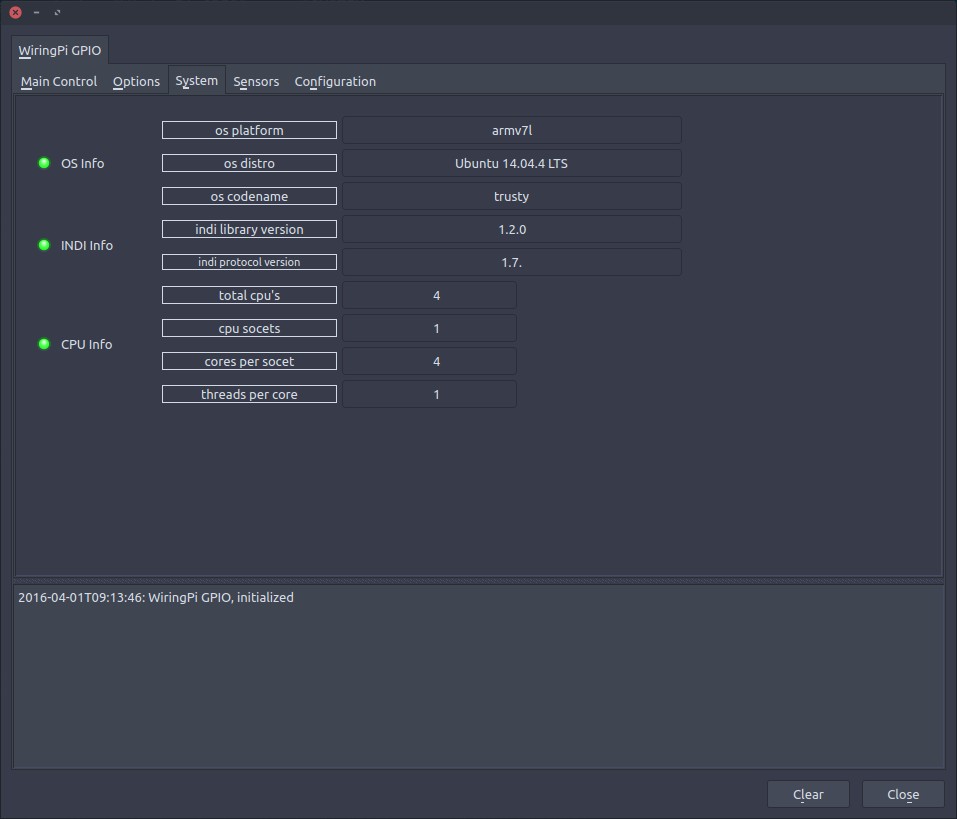 WiringPi GPIO
Main Control Options System Sensors Configuration
os platform armv7l
OS Info os distro Ubuntu 14.04.4 LTS
os codename trusty
indi library version 1.2.0
INDI Info
indi protocol version 1.7.
total cpu's 4
cpu socets 1
CPU Info
cores per socet 4
threads per core 1
2016-04-01T09:13:46: WiringPi GPIO, initialized
Clear Close